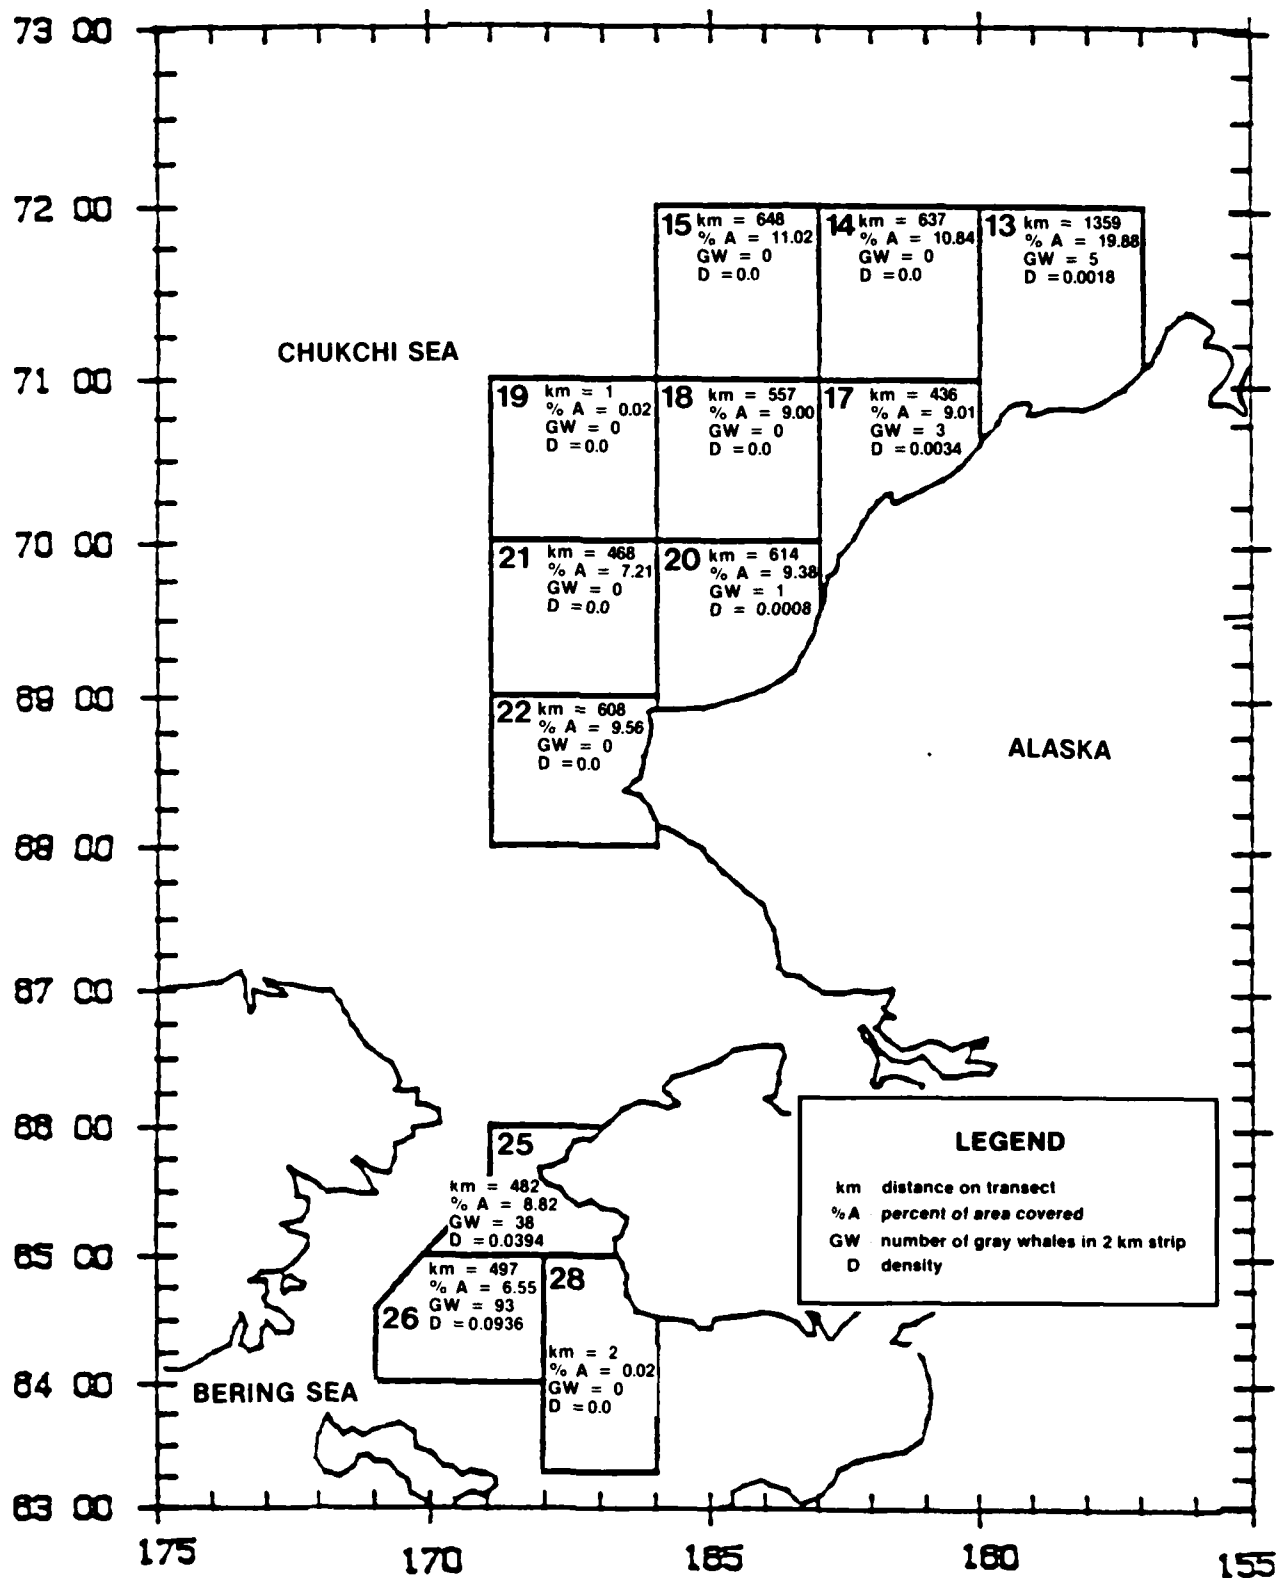 73 00
72 00
71 00
70 00
69 00
68 00
67 00
66 00
65 00
64 00
63 00
15 km = 648
% A = 11.02
GW = 0
D = 0.0
14 km = 637
% A = 10.84
GW = 0
D = 0.0
13 km = 1359
% A = 19.88
GW = 5
D = 0.0018
CHUKCHI SEA
19 km = 1
% A = 0.02
GW = 0
D = 0.0
18 km = 557
% A = 9.00
GW = 0
D = 0.0
17 km = 436
% A = 9.01
GW = 3
D = 0.0034
21 km = 468
% A = 7.21
GW = 0
D = 0.0
20 km = 614
% A = 9.38
GW = 1
D = 0.0008
22 km = 608
% A = 9.56
GW = 0
D = 0.0
ALASKA
25
km = 482
% A = 8.82
GW = 38
D = 0.0394
26 km = 497
% A = 6.55
GW = 93
D = 0.0936
28
km = 2
% A = 0.02
GW = 0
D = 0.0
BERING SEA
LEGEND
km distance on transect
% A percent of area covered
GW number of gray whales in 2 km strip
D density
175 170 165 160 155